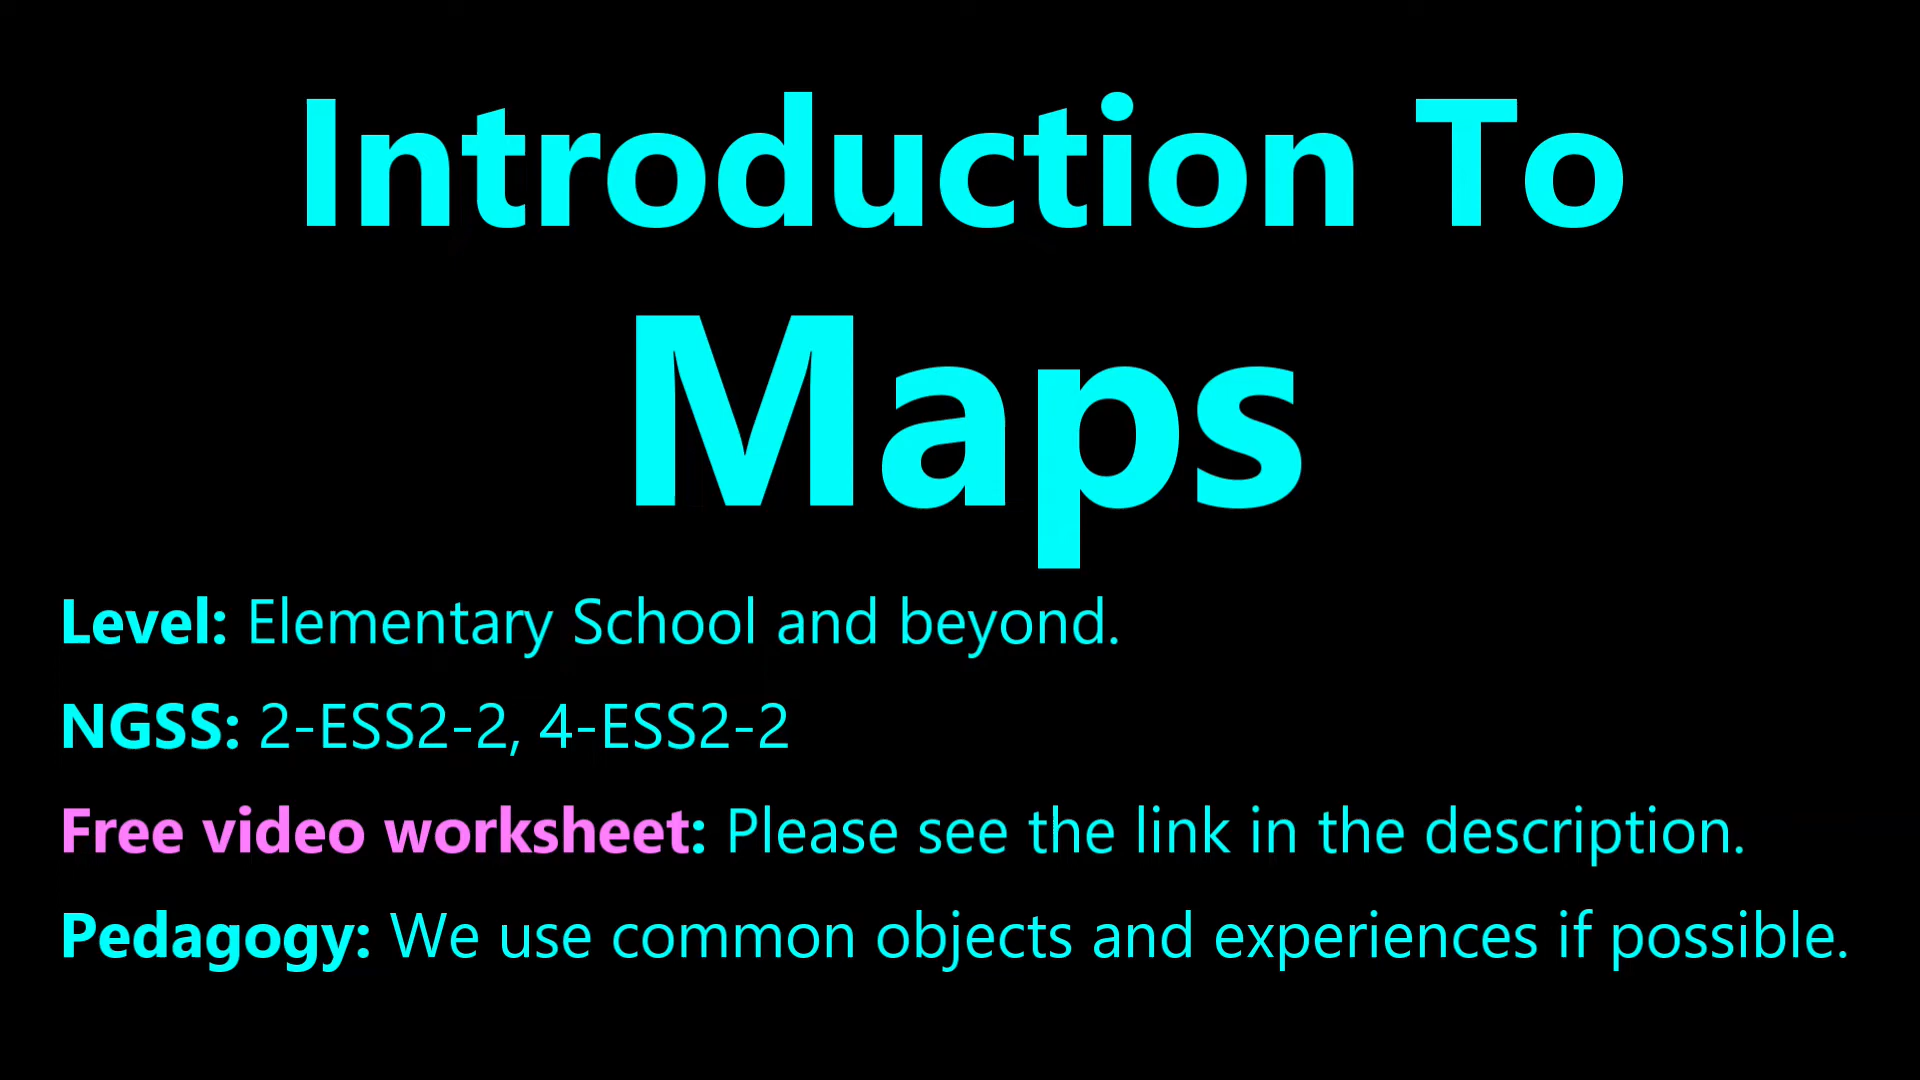 Introduction To
Maps
Level: Elementary School and beyond.
NGSS: 2-ESS2-2, 4-ESS2-2
Free video worksheet: Please see the link in the description.
Pedagogy: We use common objects and experiences if possible.